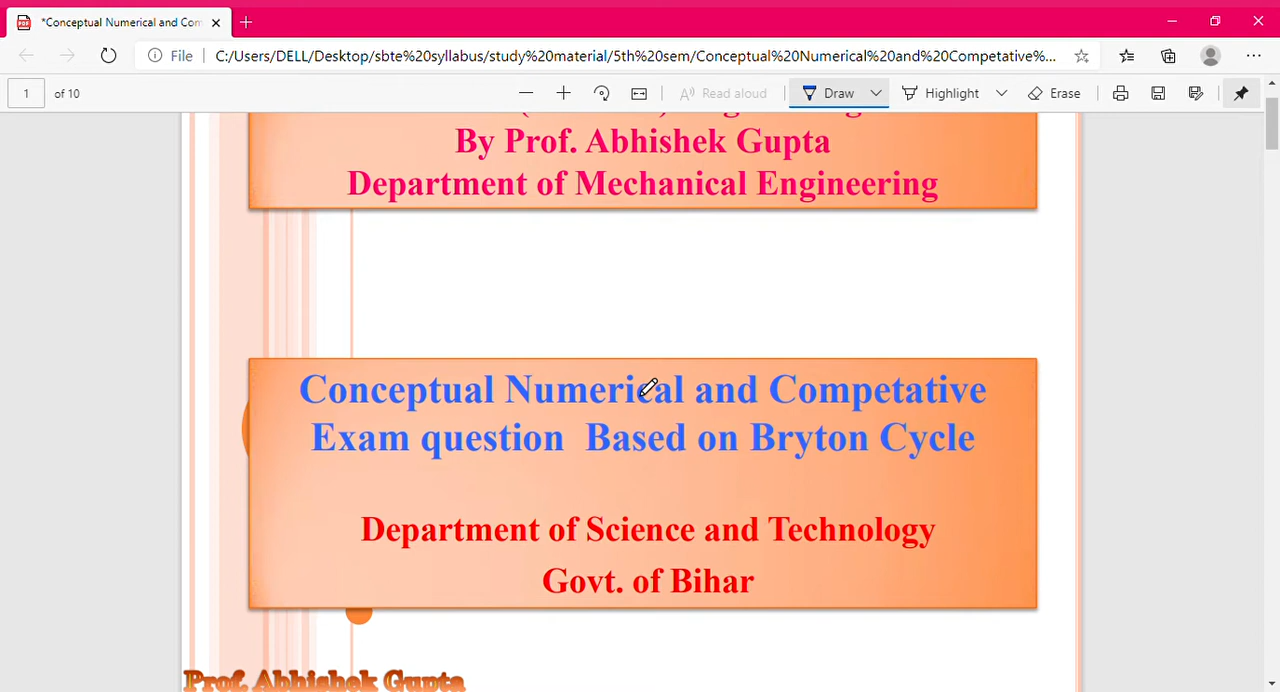 *Conceptual Numerical and Com
File C:/Users/DELL/Desktop/sbte%20syllabus/study%20material/5th%20sem/Conceptual%20Numerical%20and%20Competative%...
1 of 10 Read aloud Draw Highlight Erase
By Prof. Abhishek Gupta
Department of Mechanical Engineering
Conceptual Numerical and Competative
Exam question Based on Bryton Cycle
Department of Science and Technology
Govt. of Bihar
Prof. Abhishek Gupta